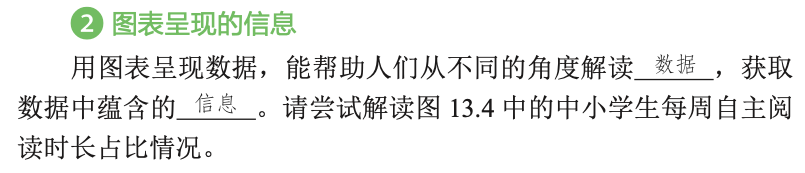 2 图表呈现的信息
用图表呈现数据，能帮助人们从不同的角度解读 数据 ，获取
数据中蕴含的 信息 。请尝试解读图 13.4 中的中小学生每周自主阅
读时长占比情况。